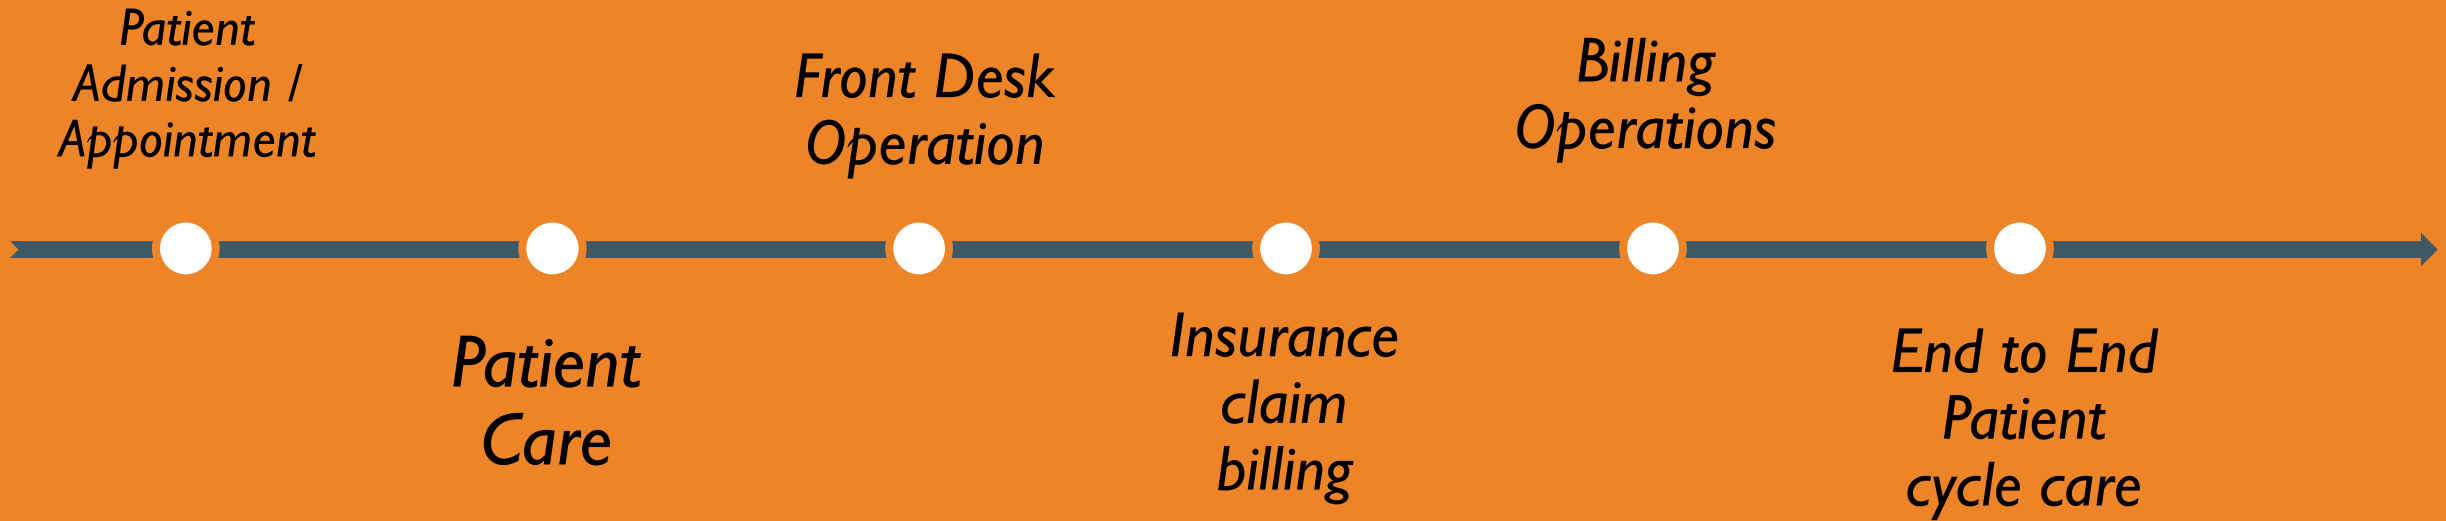 Patient
Admission /
Appointment
Patient
Care
Front Desk
Operation
Insurance
claim
billing
Billing
Operations
End to End
Patient
cycle care